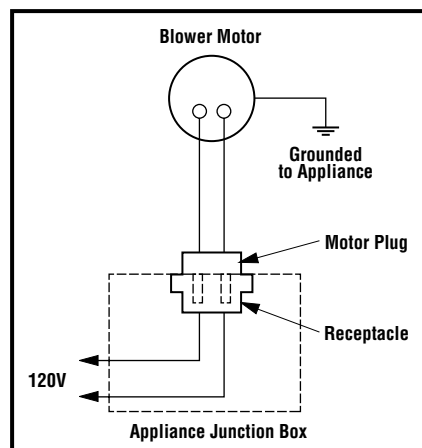 Blower Motor
Grounded
to Appliance
Motor Plug
Receptacle
120V
Appliance Junction Box